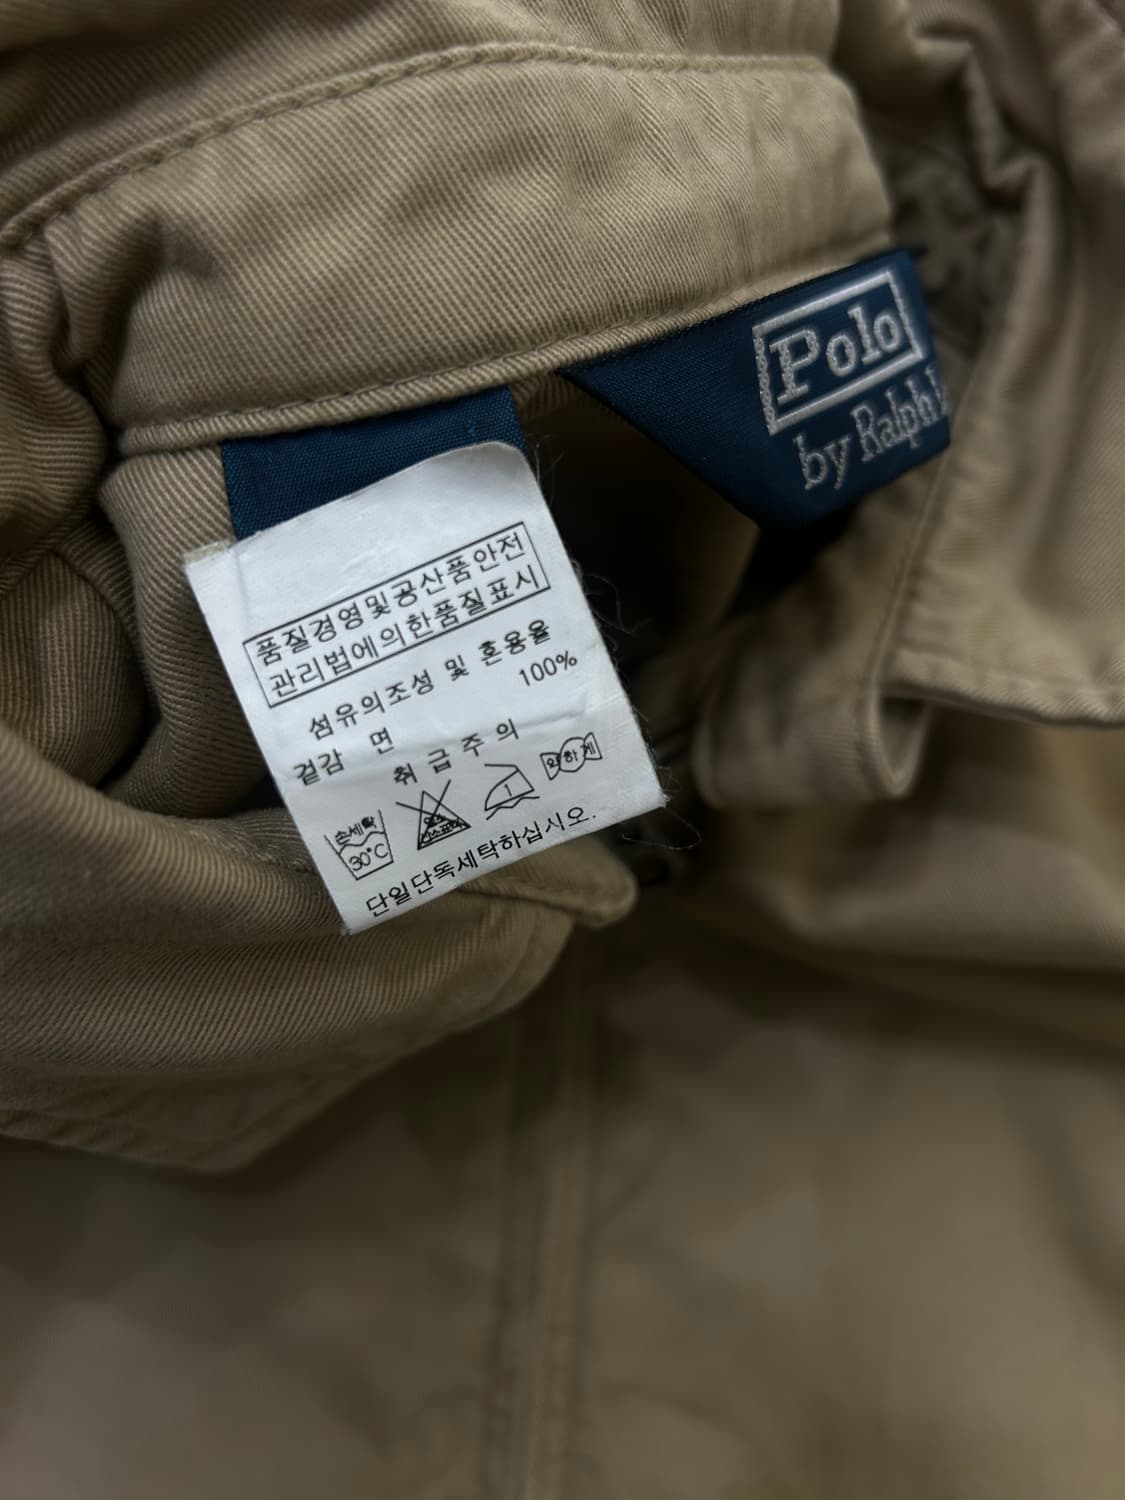 Polo
by Ralph
품질경영및공산품안전
관리법에의한품질표시
섬유의조성 및 혼용율
100%
겉감 면
취급주의
손세탁
30°C
1
약하게
단일단독세탁하십시오.